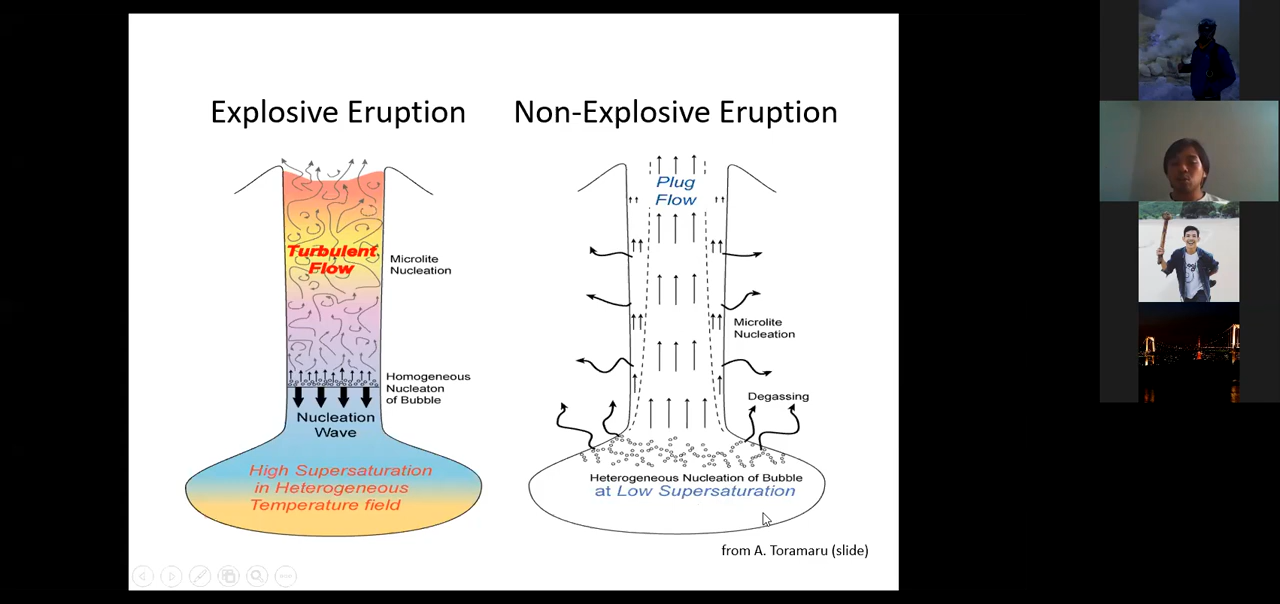 Explosive Eruption
Non-Explosive Eruption
Turbulent
Flow
Microlite
Nucleation
Homogeneous
Nucleaton
of Bubble
Nucleation
Wave
High Supersaturation
in Heterogeneous
Temperature field
Plug
Flow
Microlite
Nucleation
Degassing
Heterogeneous Nucleation of Bubble
at Low Supersaturation
from A. Toramaru (slide)